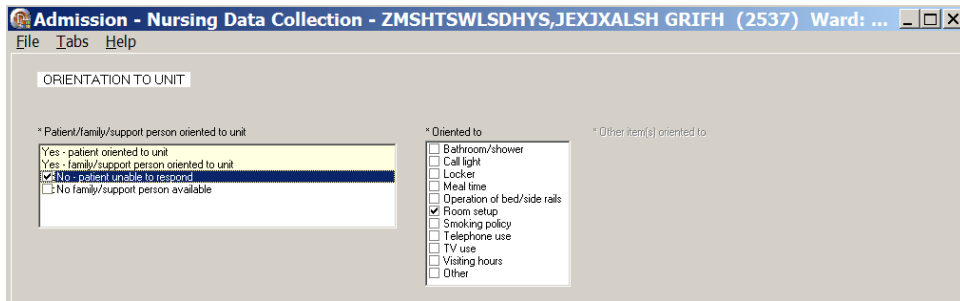 Admission - Nursing Data Collection - ZMSHTSWLSDHYS,JEXJXALSH GRIFH (2537) Ward: ...
File Tabs Help
ORIENTATION TO UNIT
* Patient/family/support person oriented to unit
Yes - patient oriented to unit
Yes - family/support person oriented to unit
No - patient unable to respond
No family/support person available
* Oriented to
Bathroom/shower
Call light
Locker
Meal time
Operation of bed/side rails
Room setup
Smoking policy
Telephone use
TV use
Visiting hours
Other
* Other item(s) oriented to